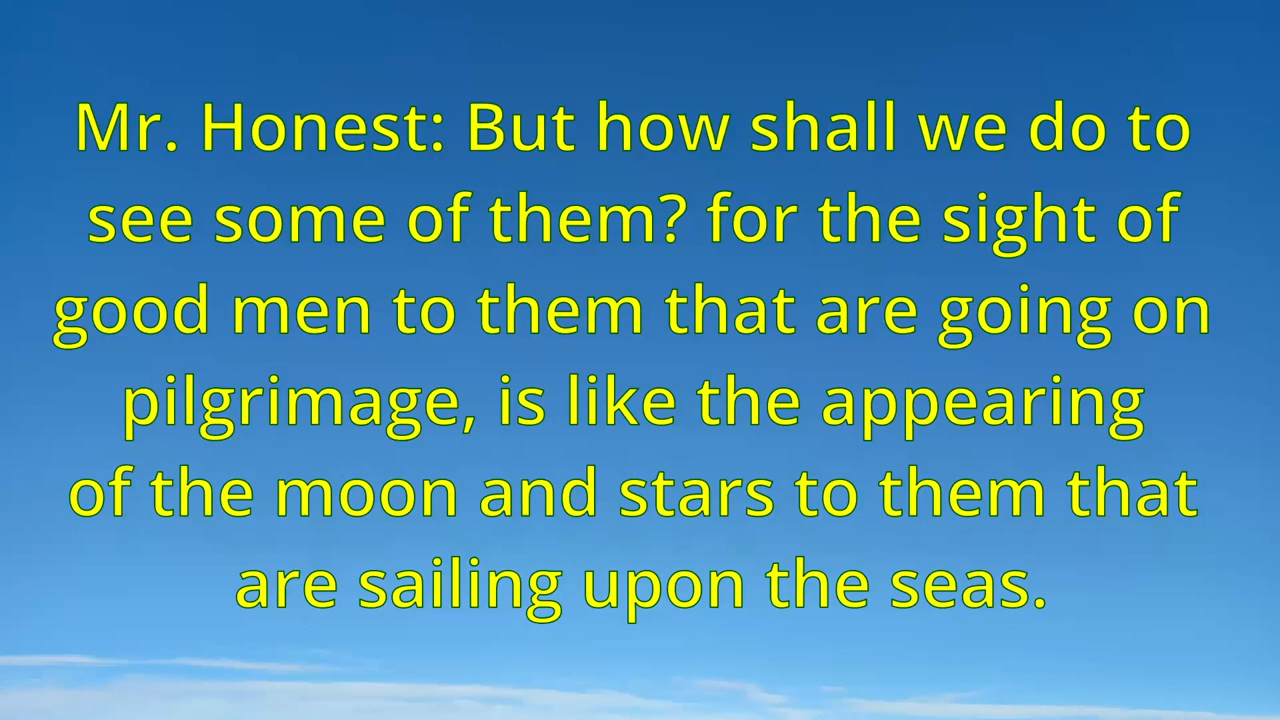 Mr. Honest: But how shall we do to
see some of them? for the sight of
good men to them that are going on
pilgrimage, is like the appearing
of the moon and stars to them that
are sailing upon the seas.